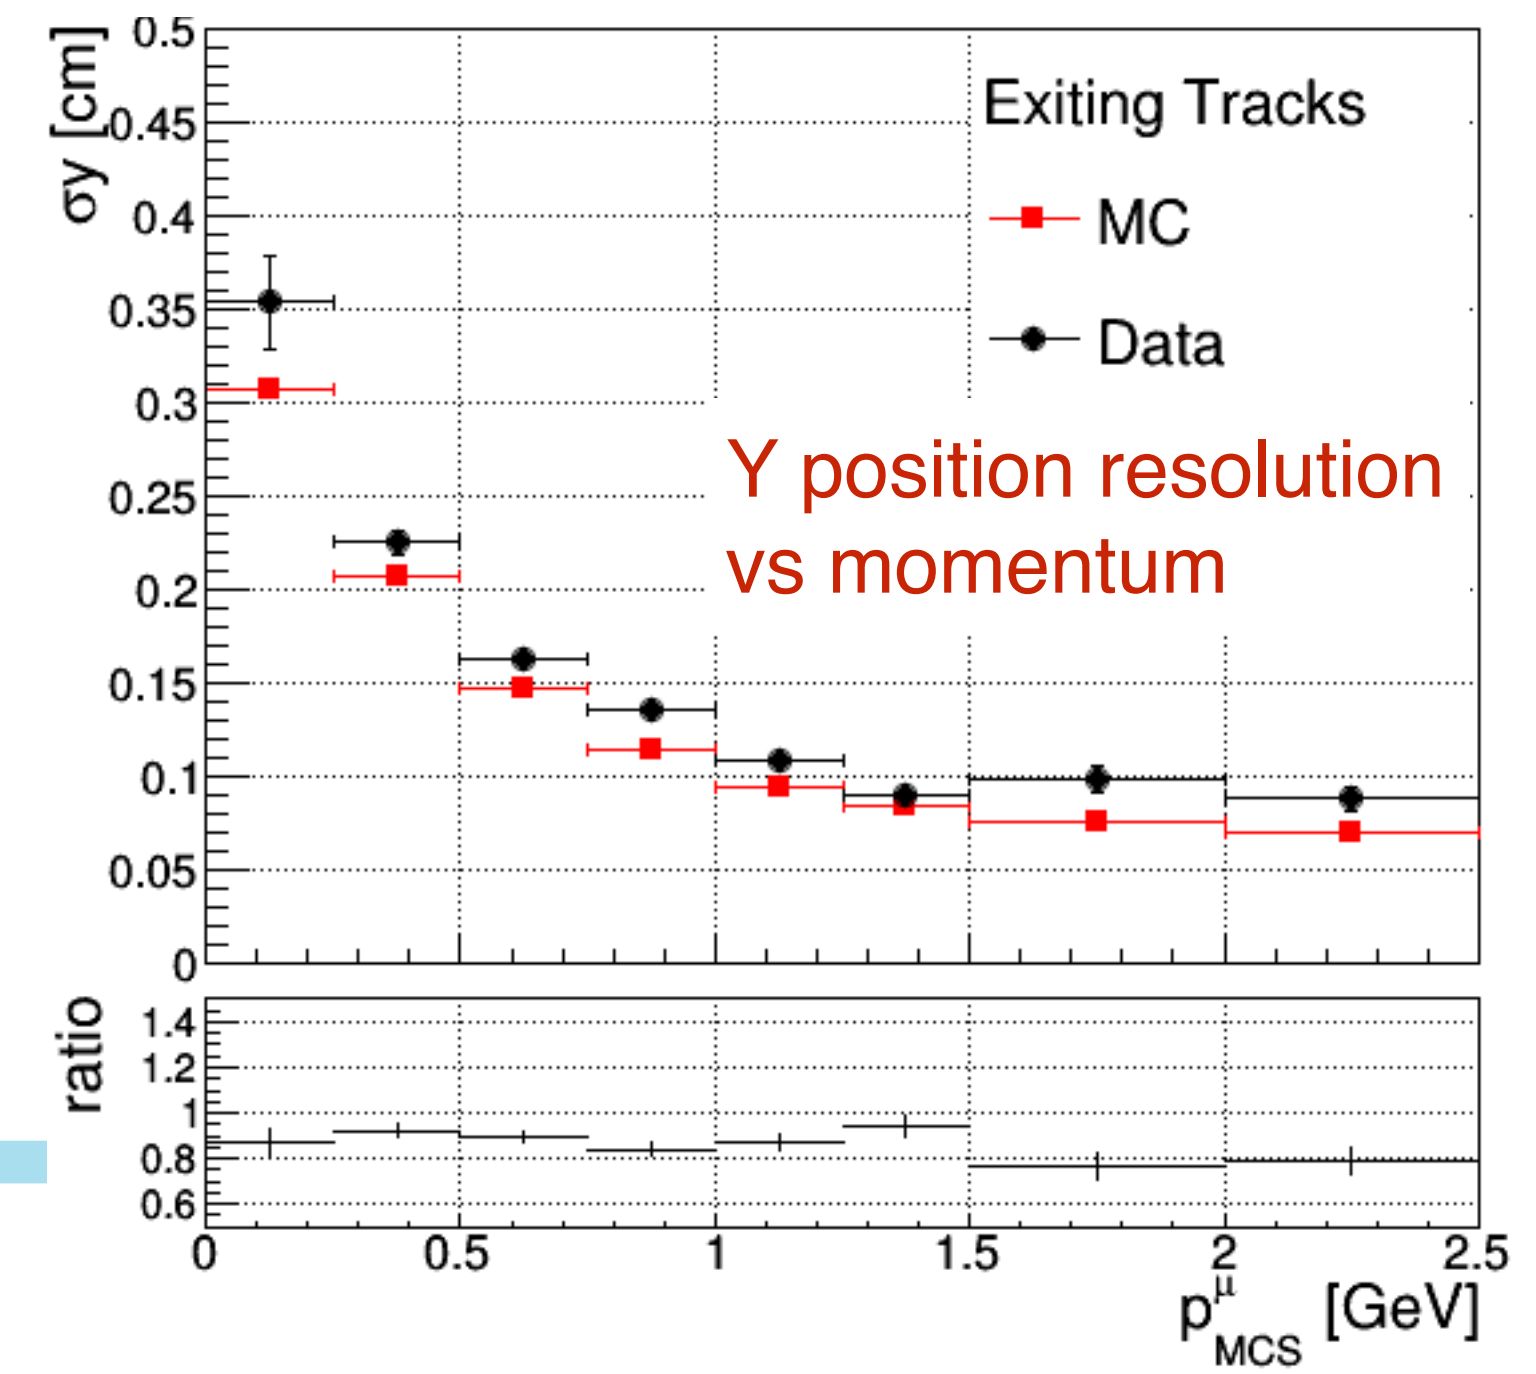 σy [cm]
0.5
0.45
0.4
0.35
0.3
0.25
0.2
0.15
0.1
0.05
0
Exiting Tracks
MC
Data
Y position resolution
vs momentum
ratio
1.4
1.2
1
0.8
0.6
0 0.5 1 1.5 2 2.5
p^μ_MCS [GeV]